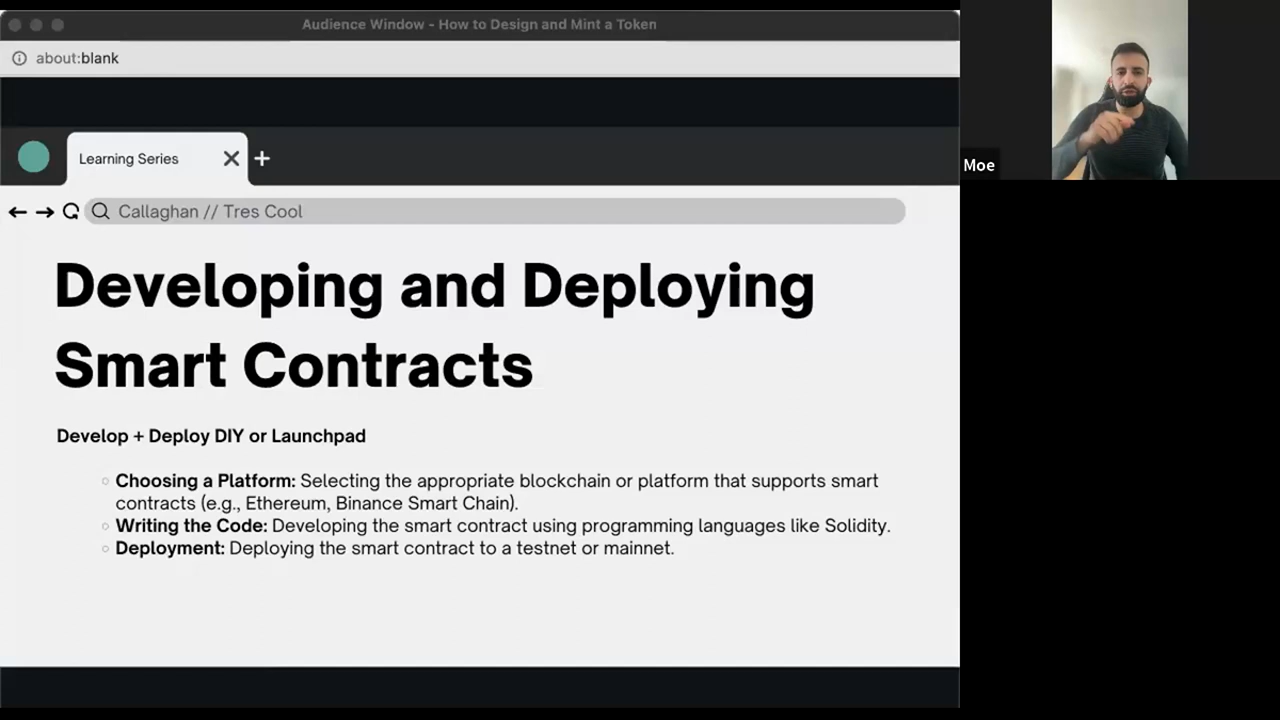 Audience Window - How to Design and Mint a Token
about:blank
Learning Series
Callaghan // Tres Cool
Developing and Deploying
Smart Contracts
Develop + Deploy DIY or Launchpad
Choosing a Platform: Selecting the appropriate blockchain or platform that supports smart
contracts (e.g., Ethereum, Binance Smart Chain).
Writing the Code: Developing the smart contract using programming languages like Solidity.
Deployment: Deploying the smart contract to a testnet or mainnet.
Moe